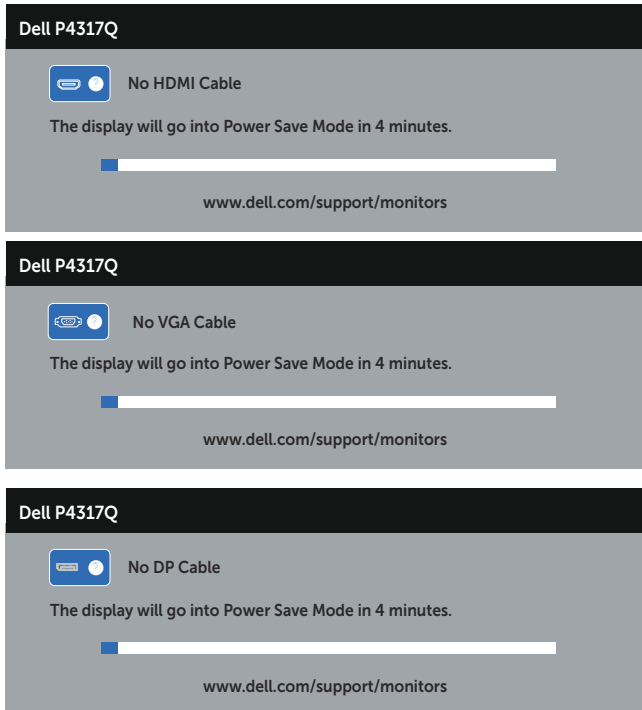 Dell P4317Q
? No HDMI Cable
The display will go into Power Save Mode in 4 minutes.
www.dell.com/support/monitors
Dell P4317Q
? No VGA Cable
The display will go into Power Save Mode in 4 minutes.
www.dell.com/support/monitors
Dell P4317Q
? No DP Cable
The display will go into Power Save Mode in 4 minutes.
www.dell.com/support/monitors